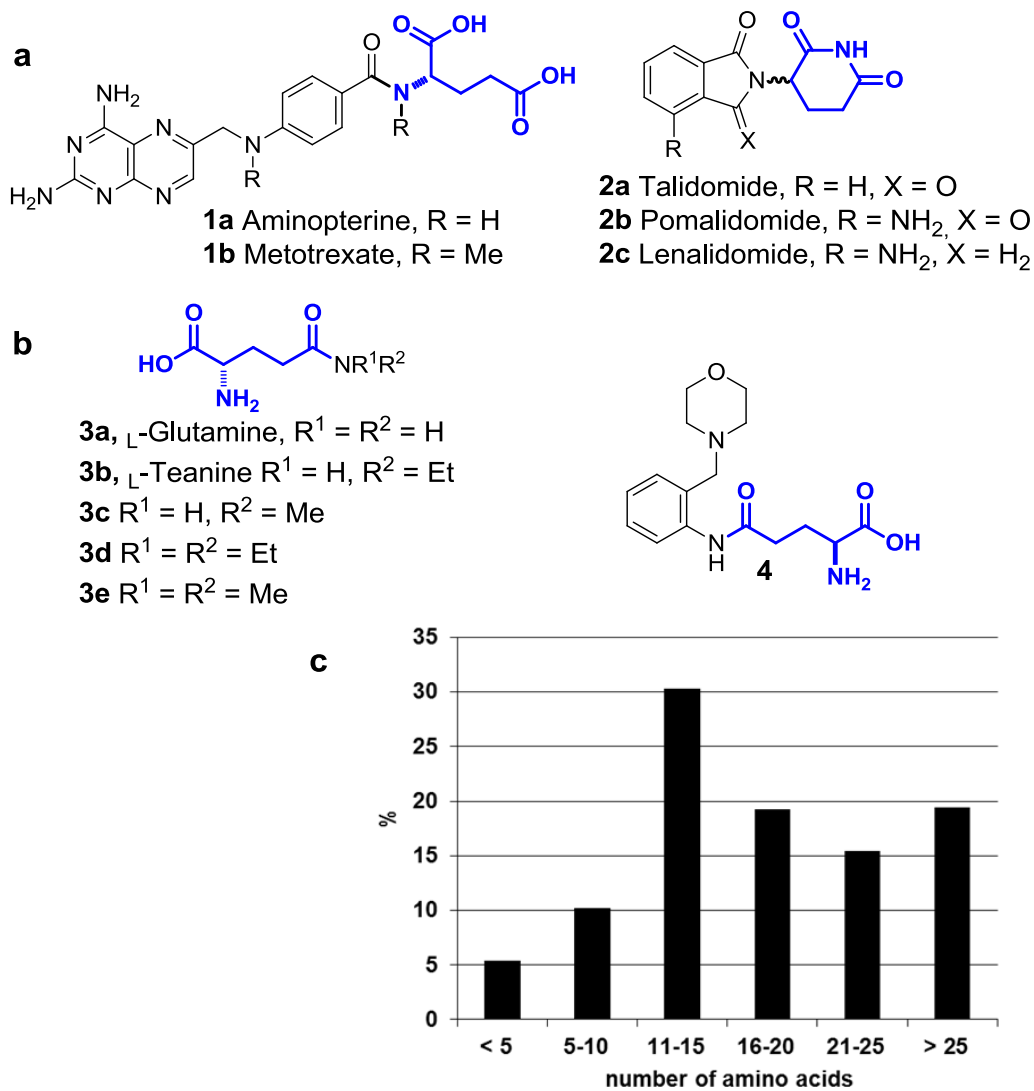 a
NH₂
N
N
N
N
H₂N
N
R
O
N
R
O
OH
O
OH
1a Aminopterine, R = H
1b Metotrexate, R = Me
O
N
X
R
O
NH
O
2a Talidomide, R = H, X = O
2b Pomalidomide, R = NH₂, X = O
2c Lenalidomide, R = NH₂, X = H₂
b
O
O
HO
NR¹R²
NH₂
3a, L-Glutamine, R¹ = R² = H
3b, L-Teanine R¹ = H, R² = Et
3c R¹ = H, R² = Me
3d R¹ = R² = Et
3e R¹ = R² = Me
O
N
O
O
N
H
OH
NH₂
4
c
35
30
25
20
15
10
5
0
%
< 5 5-10 11-15 16-20 21-25 > 25
number of amino acids